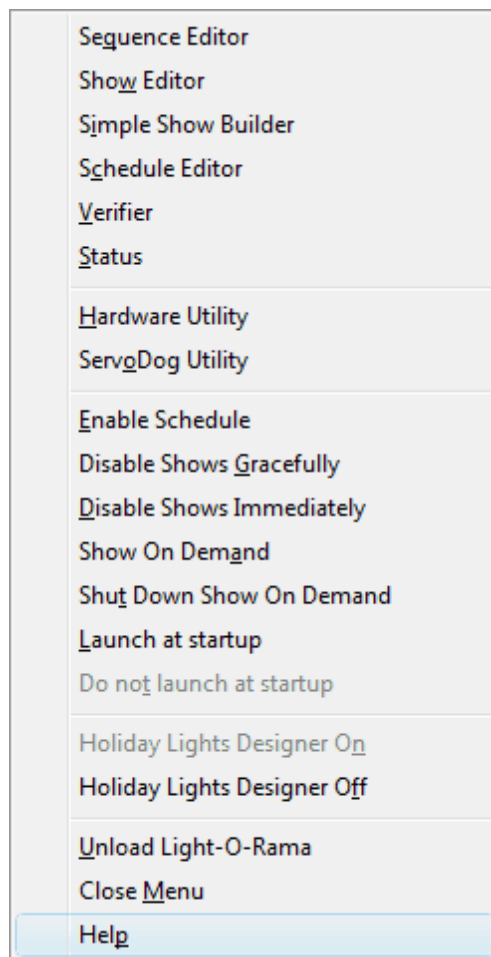 Sequence Editor
Show Editor
Simple Show Builder
Schedule Editor
Verifier
Status
Hardware Utility
ServoDog Utility
Enable Schedule
Disable Shows Gracefully
Disable Shows Immediately
Show On Demand
Shut Down Show On Demand
Launch at startup
Do not launch at startup
Holiday Lights Designer On
Holiday Lights Designer Off
Unload Light-O-Rama
Close Menu
Help